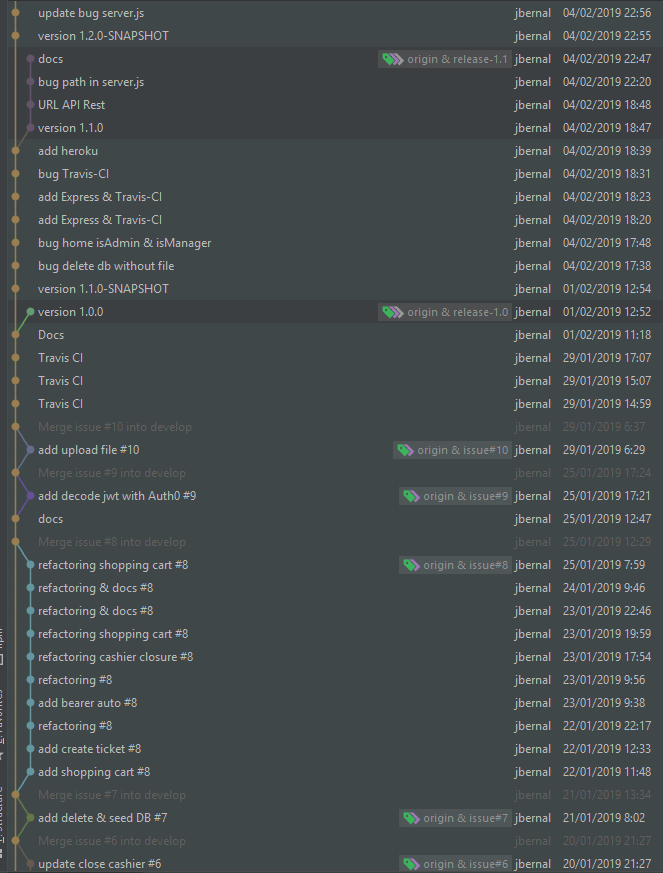 update bug server.js jbernal 04/02/2019 22:56
version 1.2.0-SNAPSHOT jbernal 04/02/2019 22:55
docs origin & release-1.1 jbernal 04/02/2019 22:47
bug path in server.js jbernal 04/02/2019 22:20
URL API Rest jbernal 04/02/2019 18:48
version 1.1.0 jbernal 04/02/2019 18:47
add heroku jbernal 04/02/2019 18:39
bug Travis-CI jbernal 04/02/2019 18:31
add Express & Travis-CI jbernal 04/02/2019 18:23
add Express & Travis-CI jbernal 04/02/2019 18:20
bug home isAdmin & isManager jbernal 04/02/2019 17:48
bug delete db without file jbernal 04/02/2019 17:38
version 1.1.0-SNAPSHOT jbernal 01/02/2019 12:54
version 1.0.0 origin & release-1.0 jbernal 01/02/2019 12:52
Docs jbernal 01/02/2019 11:18
Travis CI jbernal 29/01/2019 17:07
Travis CI jbernal 29/01/2019 15:07
Travis CI jbernal 29/01/2019 14:59
Merge issue #10 into develop jbernal 29/01/2019 6:37
add upload file #10 origin & issue#10 jbernal 29/01/2019 6:29
Merge issue #9 into develop jbernal 25/01/2019 17:24
add decode jwt with Auth0 #9 origin & issue#9 jbernal 25/01/2019 17:21
docs jbernal 25/01/2019 12:47
Merge issue #8 into develop jbernal 25/01/2019 12:29
refactoring shopping cart #8 origin & issue#8 jbernal 25/01/2019 7:59
refactoring & docs #8 jbernal 24/01/2019 9:46
refactoring & docs #8 jbernal 23/01/2019 22:46
refactoring shopping cart #8 jbernal 23/01/2019 19:59
refactoring cashier closure #8 jbernal 23/01/2019 17:54
refactoring #8 jbernal 23/01/2019 9:56
add bearer auto #8 jbernal 23/01/2019 9:38
refactoring #8 jbernal 22/01/2019 22:17
add create ticket #8 jbernal 22/01/2019 12:33
add shopping cart #8 jbernal 22/01/2019 11:48
Merge issue #7 into develop jbernal 21/01/2019 13:34
add delete & seed DB #7 origin & issue#7 jbernal 21/01/2019 8:02
Merge issue #6 into develop jbernal 20/01/2019 21:27
update close cashier #6 origin & issue#6 jbernal 20/01/2019 21:27